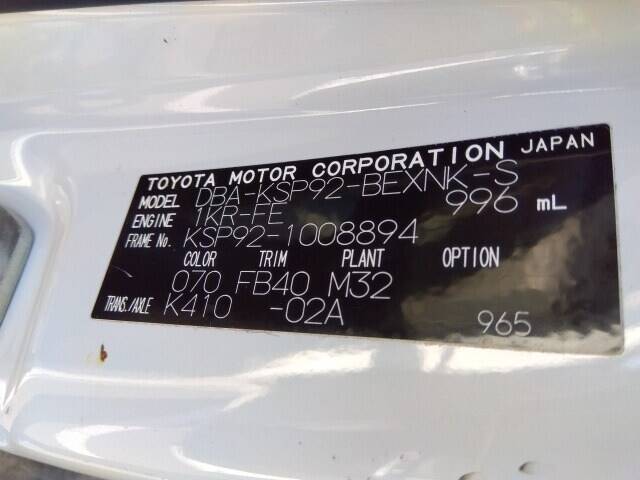 TOYOTA MOTOR CORPORATION JAPAN
MODEL DBA-KSP92-BEXNK-S
ENGINE 1KR-FE 996 mL
FRAME No. KSP92-1008894
COLOR TRIM PLANT OPTION
070 FB40 M32
TRANS./AXLE K410 -02A 965